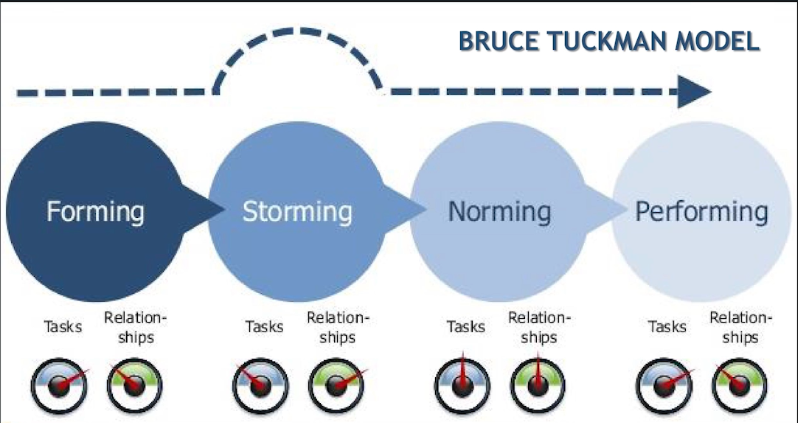 BRUCE TUCKMAN MODEL
Forming
Storming
Norming
Performing
Tasks
Relation-
ships
Tasks
Relation-
ships
Tasks
Relation-
ships
Tasks
Relation-
ships